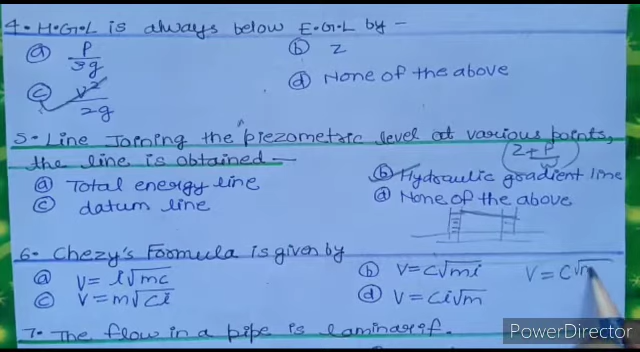 4. H.G.L is always below E.G.L by -
(a) P/3g (b) Z
(c) V²/2g (d) None of the above
5. Line Joining the "piezometric level at various points,
the line is obtained - (Z+P/w)
(a) Total energy line (b) Hydraulic gradient line
(c) datum line (d) None of the above
6. Chezy's Formula is given by
(a) V= i√mc (b) V=C√mi V=C√m
(c) V=m√Ci (d) V=Ci√m
7. The flow in a pipe is laminar if.
PowerDirector